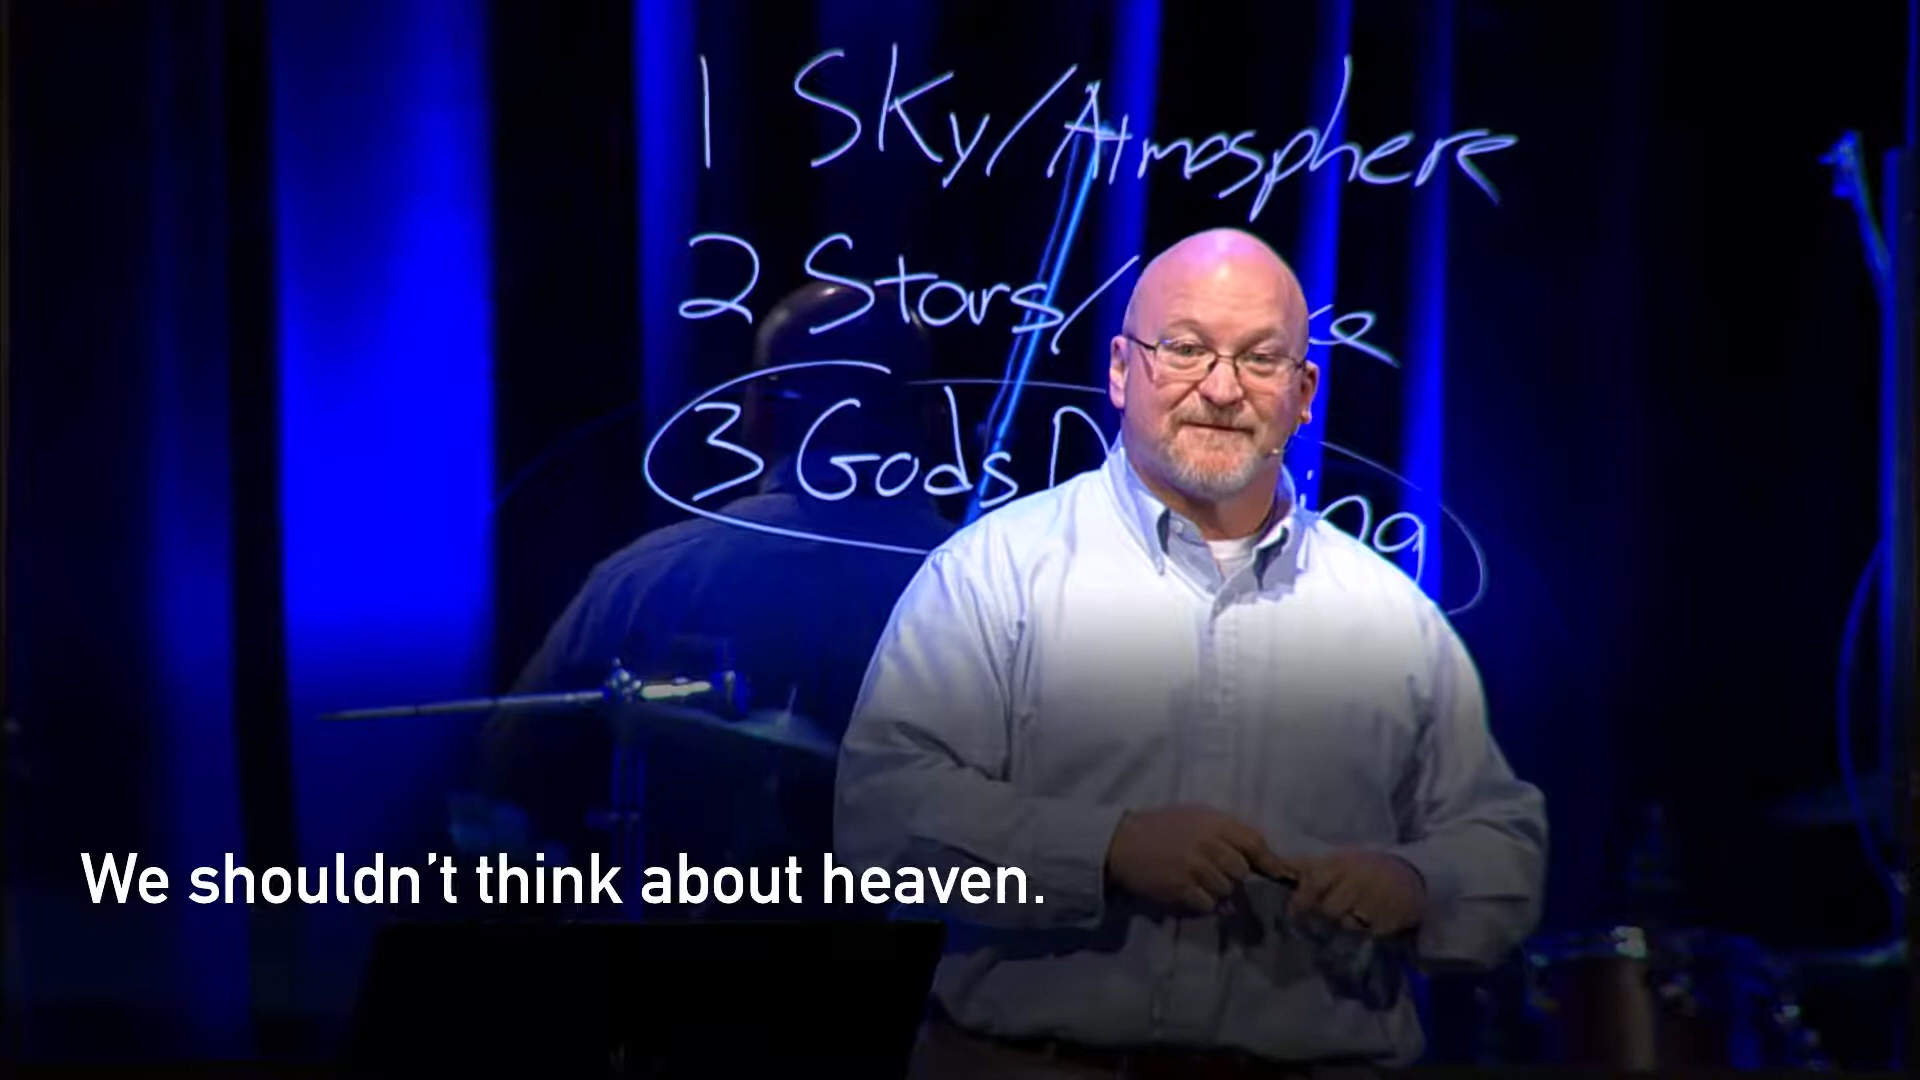 1 Sky/Atmosphere
2 Stars/
3 Gods
We shouldn't think about heaven.